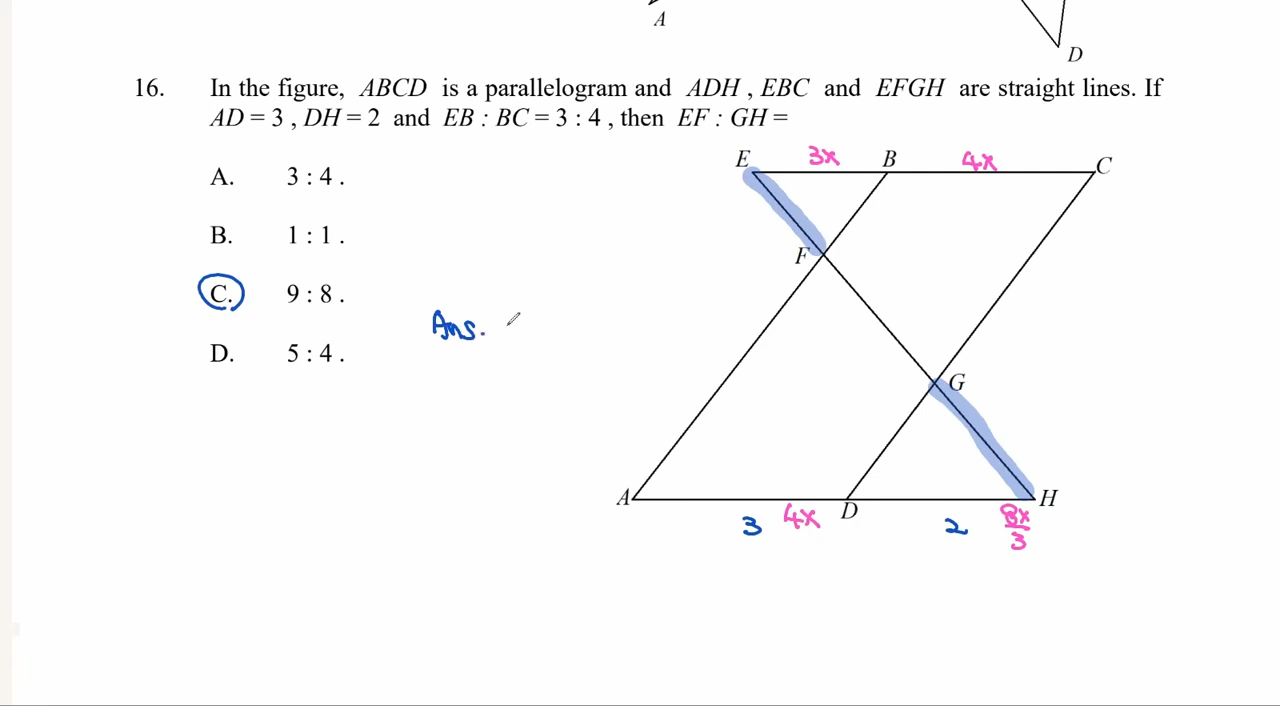 A
D
16. In the figure, ABCD is a parallelogram and ADH , EBC and EFGH are straight lines. If
AD = 3 , DH = 2 and EB : BC = 3 : 4 , then EF : GH =
E 3x B 4x C
A. 3 : 4 .
B. 1 : 1 .
F
C. 9 : 8 .
Ans.
D. 5 : 4 .
G
A D H
3 4x 2 8x/3